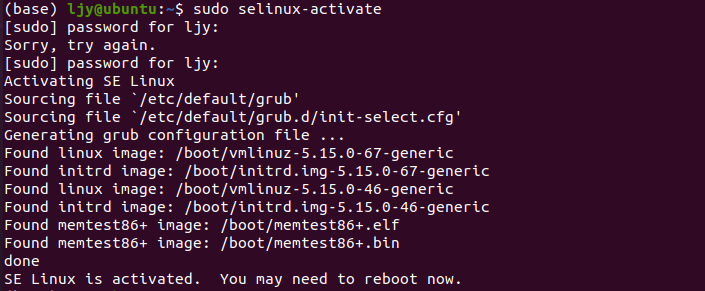 (base) ljy@ubuntu:~$ sudo selinux-activate
[sudo] password for ljy:
Sorry, try again.
[sudo] password for ljy:
Activating SE Linux
Sourcing file `/etc/default/grub'
Sourcing file `/etc/default/grub.d/init-select.cfg'
Generating grub configuration file ...
Found linux image: /boot/vmlinuz-5.15.0-67-generic
Found initrd image: /boot/initrd.img-5.15.0-67-generic
Found linux image: /boot/vmlinuz-5.15.0-46-generic
Found initrd image: /boot/initrd.img-5.15.0-46-generic
Found memtest86+ image: /boot/memtest86+.elf
Found memtest86+ image: /boot/memtest86+.bin
done
SE Linux is activated.  You may need to reboot now.